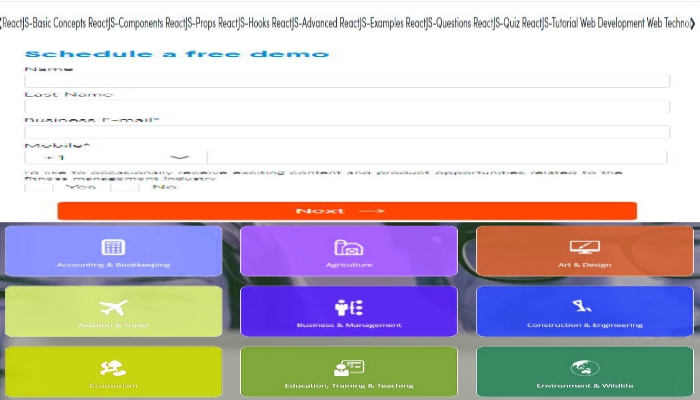 ReactJS-Basic Concepts ReactJS-Components ReactJS-Props ReactJS-Hooks ReactJS-Advanced ReactJS-Examples ReactJS-Questions ReactJS-Quiz ReactJS-Tutorial Web Development Web Techno
Schedule a free demo
Name
Last Name
Business E-mail*
Mobile*
+1
I'd like to occasionally receive exciting content and product opportunities related to the
fitness management industry
Yes No
Next →
Accounting & Bookkeeping Agriculture Art & Design
Aviation & Travel Business & Management Construction & Engineering
Ecotourism Education, Training & Teaching Environment & Wildlife